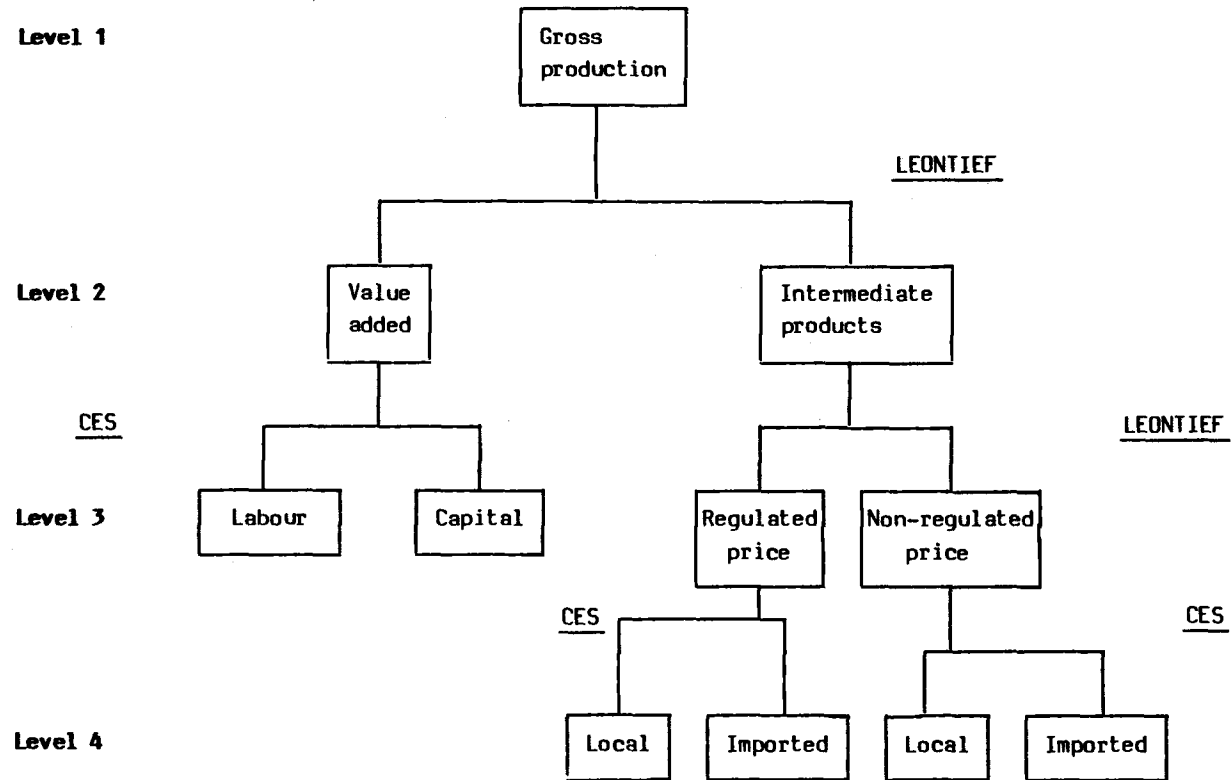 Level 1
Gross
production
LEONTIEF
Level 2
Value
added
Intermediate
products
CES
LEONTIEF
Level 3
Labour
Capital
Regulated
price
Non-regulated
price
CES
CES
Level 4
Local
Imported
Local
Imported